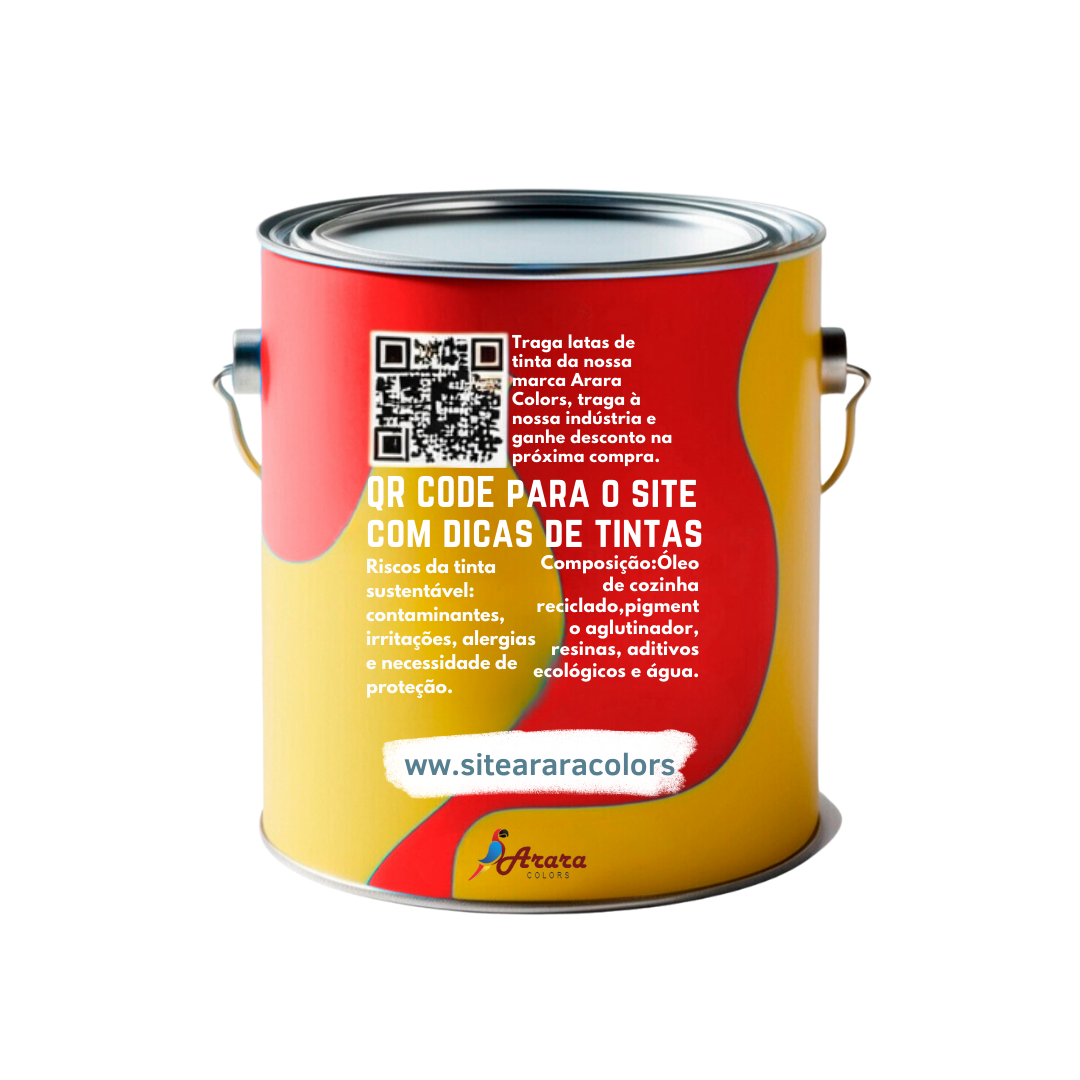 Traga latas de
tinta da nossa
marca Arara
Colors, traga à
nossa indústria e
ganhe desconto na
próxima compra.
QR CODE PARA O SITE
COM DICAS DE TINTAS
Riscos da tinta
sustentável:
contaminantes,
irritações, alergias
e necessidade de
proteção.
Composição:Óleo
de cozinha
reciclado,pigment
o aglutinador,
resinas, aditivos
ecológicos e água.
ww.siteararacolors
Arara
COLORS